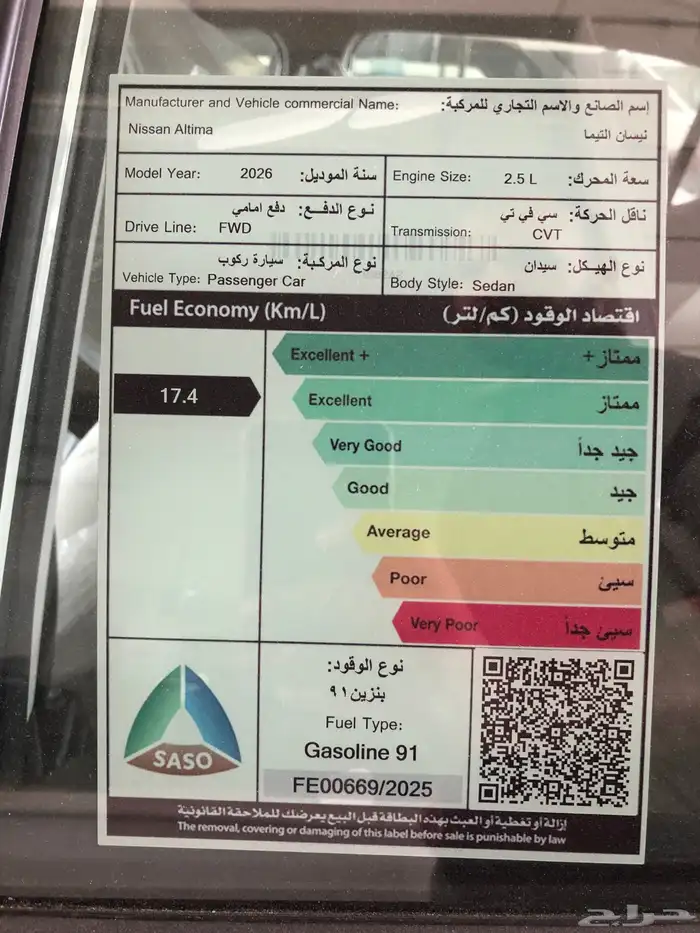 Manufacturer and Vehicle commercial Name: إسم الصانع والاسم التجاري للمركبة:
Nissan Altima نيسان التيما
Model Year: 2026 سنة الموديل:
Engine Size: 2.5 L سعة المحرك:
نوع الدفع: دفع امامي
Drive Line: FWD
ناقل الحركة: سي في تي
Transmission: CVT
نوع المركبة: سيارة ركوب
Vehicle Type: Passenger Car
نوع الهيكل: سيدان
Body Style: Sedan
Fuel Economy (Km/L) اقتصاد الوقود (كم/لتر)
Excellent + ممتاز +
17.4
Excellent ممتاز
Very Good جيد جداً
Good جيد
Average متوسط
Poor سيئ
Very Poor سيئ جداً
SASO
نوع الوقود:
بنزين ٩١
Fuel Type:
Gasoline 91
FE00669/2025
إزالة أو تغطية أو العبث بهذه البطاقة قبل البيع يعرضك للملاحقة القانونية
The removal, covering or damaging of this label before sale is punishable by law
حراج